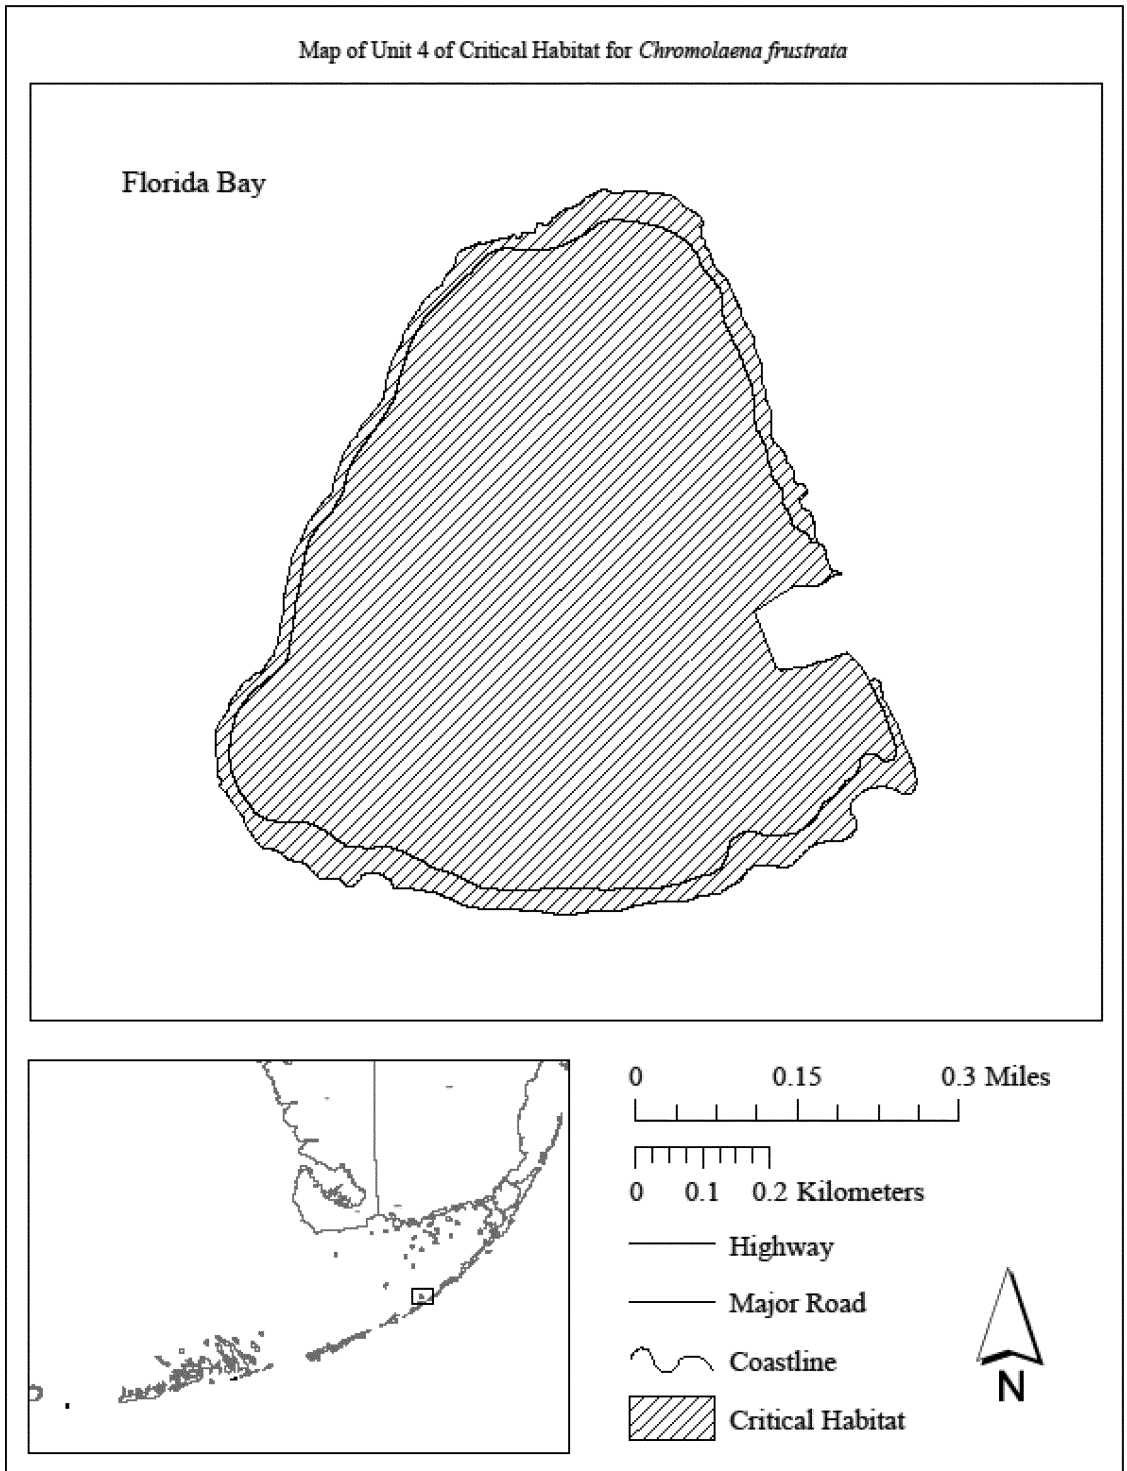 Map of Unit 4 of Critical Habitat for Chromolaena frustrata
Florida Bay
0 0.15 0.3 Miles
0 0.1 0.2 Kilometers
Highway
Major Road
Coastline
Critical Habitat
N